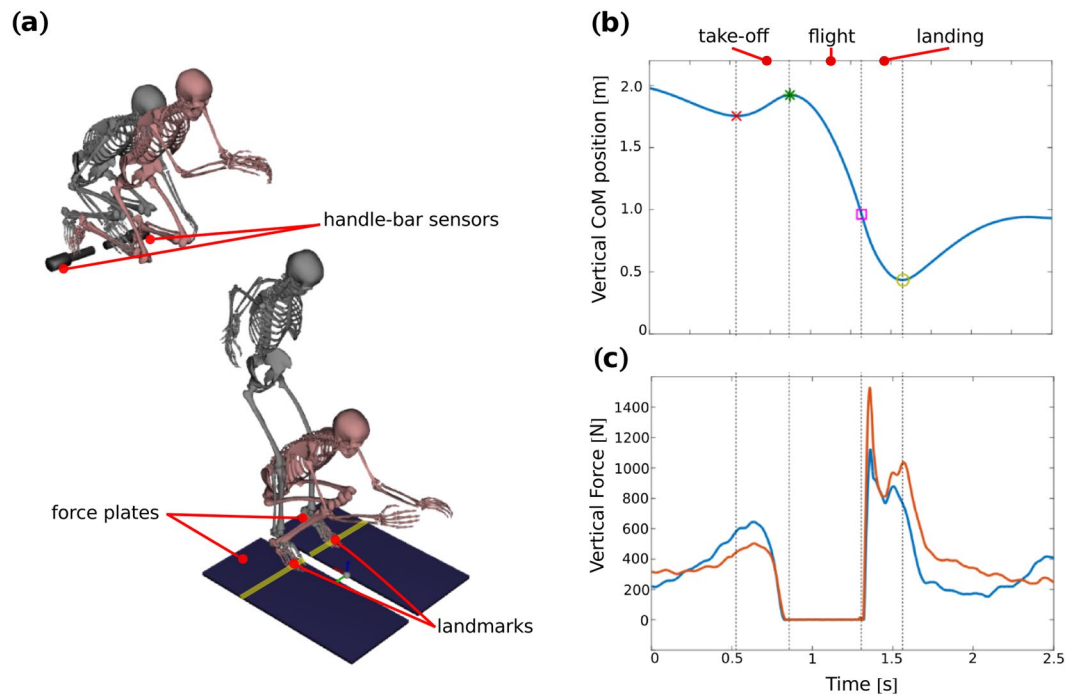 (a)
handle-bar sensors
force plates
landmarks
(b)
take-off flight landing
Vertical CoM position [m]
2.0
1.5
1.0
0.5
0
(c)
Vertical Force [N]
1400
1200
1000
800
600
400
200
0
0 0.5 1 1.5 2 2.5
Time [s]